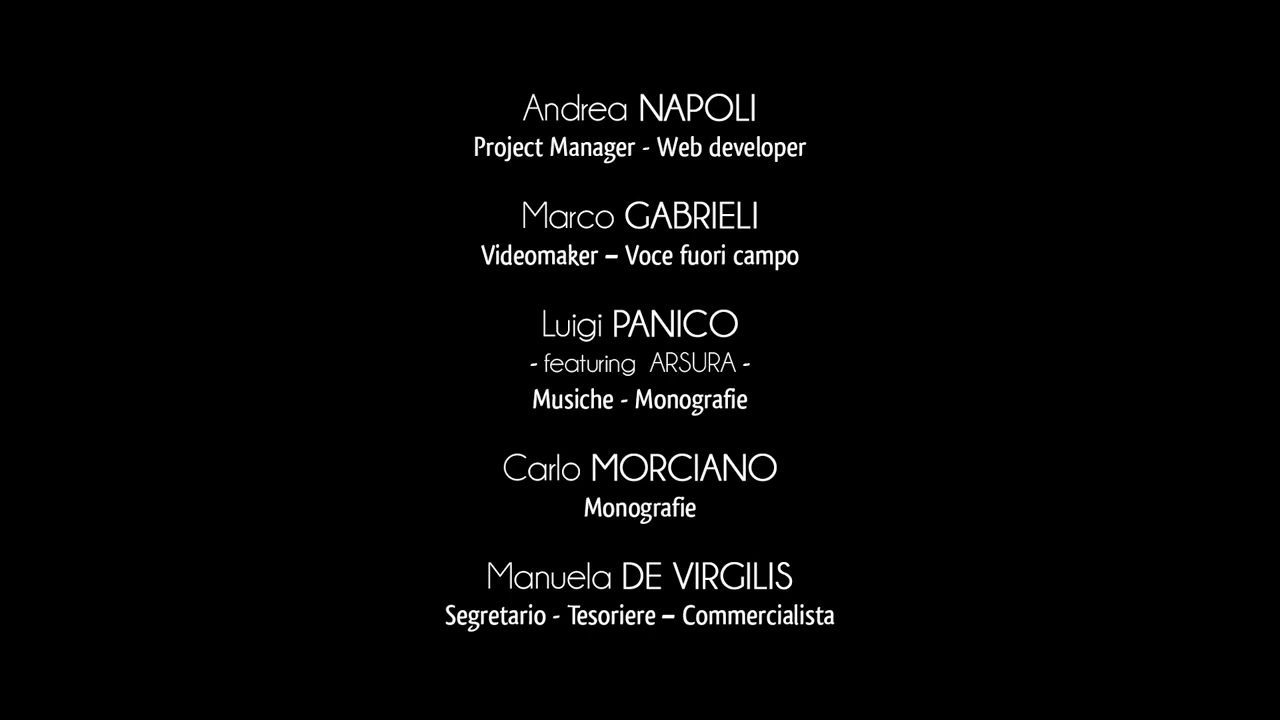 Andrea NAPOLI
Project Manager - Web developer
Marco GABRIELI
Videomaker – Voce fuori campo
Luigi PANICO
- featuring ARSURA -
Musiche - Monografie
Carlo MORCIANO
Monografie
Manuela DE VIRGILIS
Segretario - Tesoriere – Commercialista